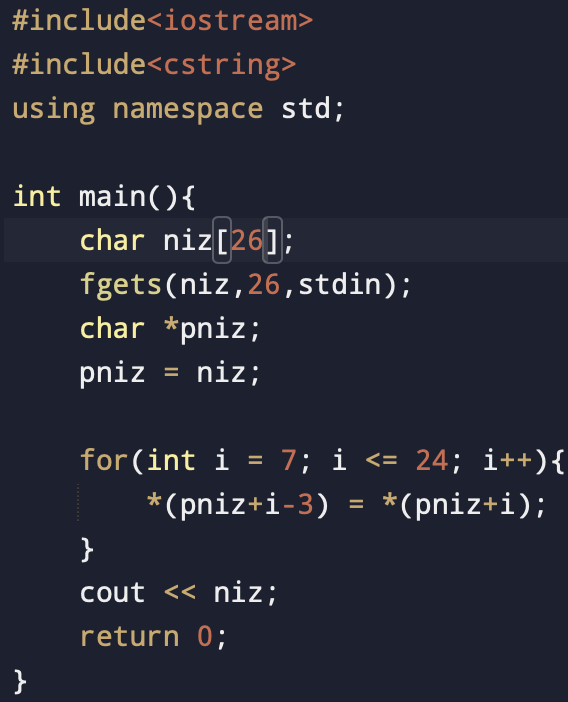 #include<iostream>
#include<cstring>
using namespace std;

int main(){
    char niz[26];
    fgets(niz,26,stdin);
    char *pniz;
    pniz = niz;

    for(int i = 7; i <= 24; i++){
        *(pniz+i-3) = *(pniz+i);
    }
    cout << niz;
    return 0;
}